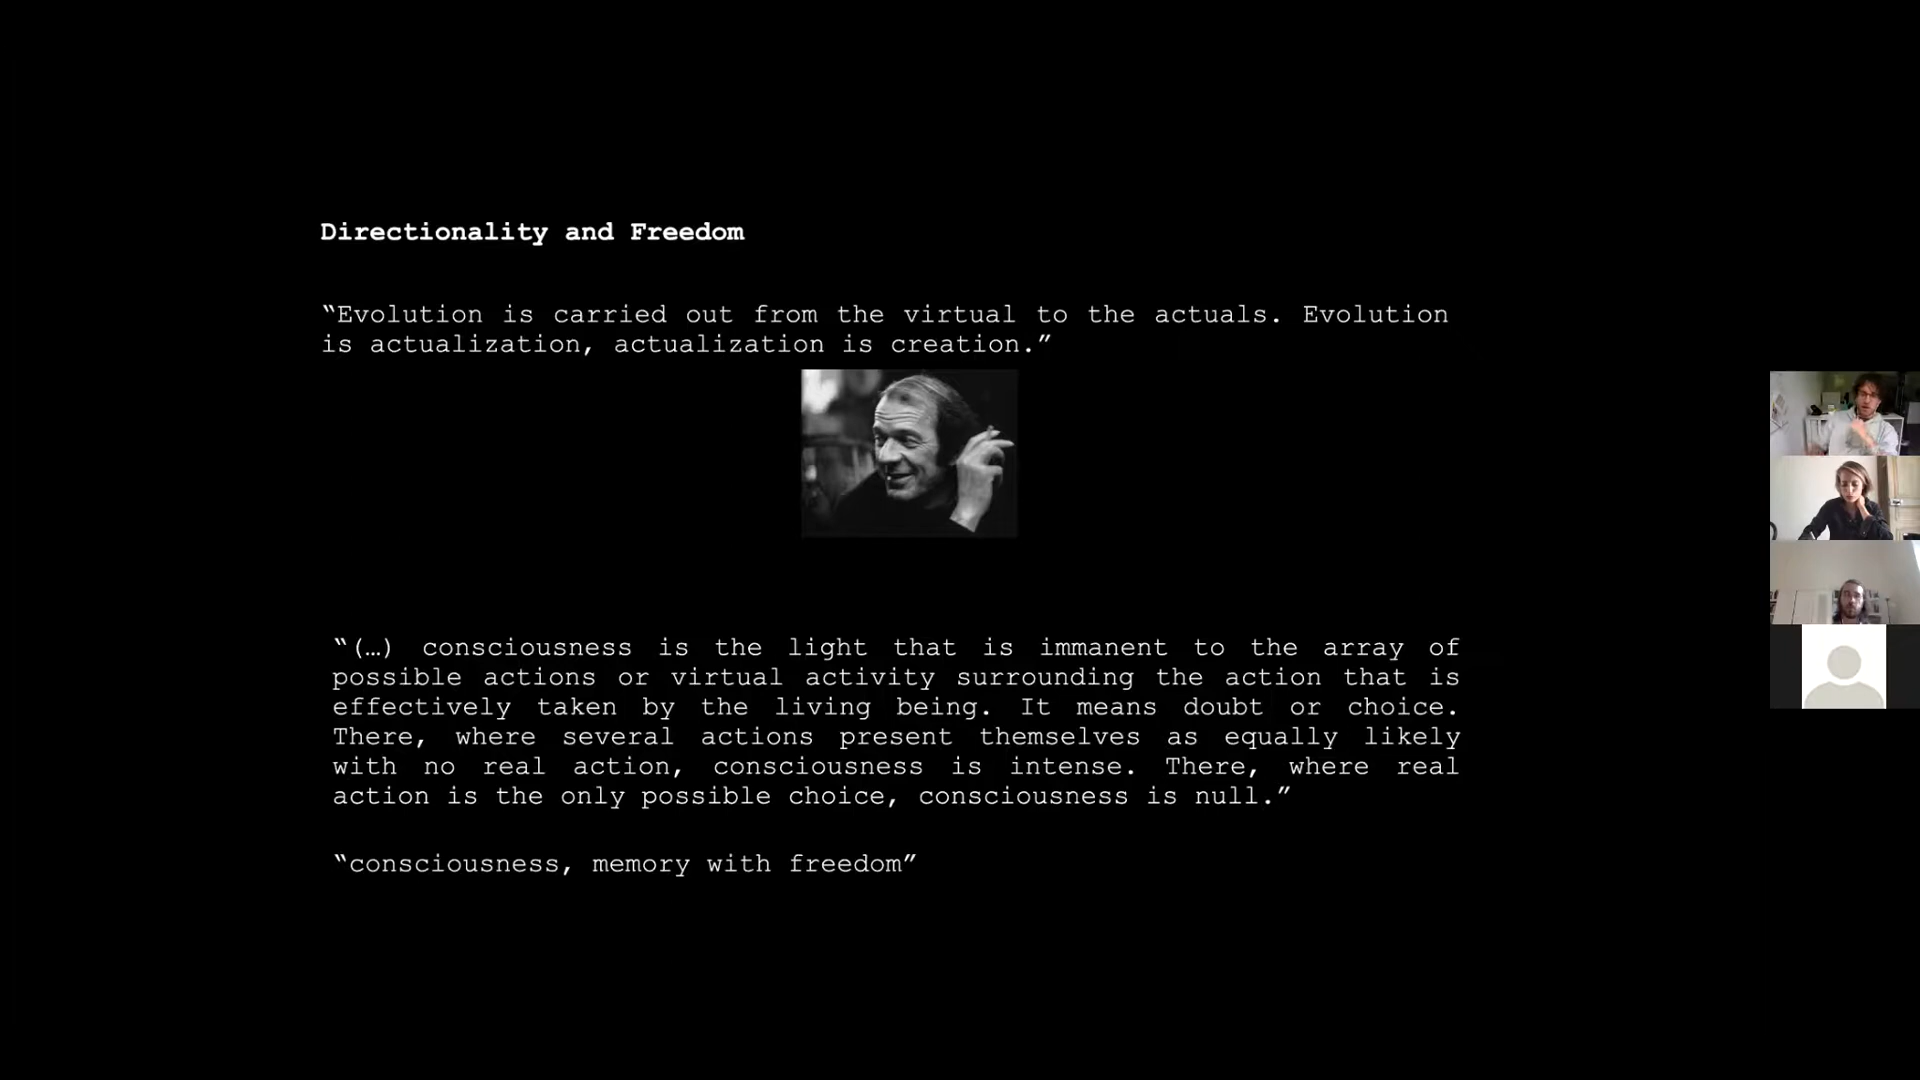 Directionality and Freedom
“Evolution is carried out from the virtual to the actuals. Evolution
is actualization, actualization is creation.”
“(…) consciousness is the light that is immanent to the array of
possible actions or virtual activity surrounding the action that is
effectively taken by the living being. It means doubt or choice.
There, where several actions present themselves as equally likely
with no real action, consciousness is intense. There, where real
action is the only possible choice, consciousness is null.”
“consciousness, memory with freedom”